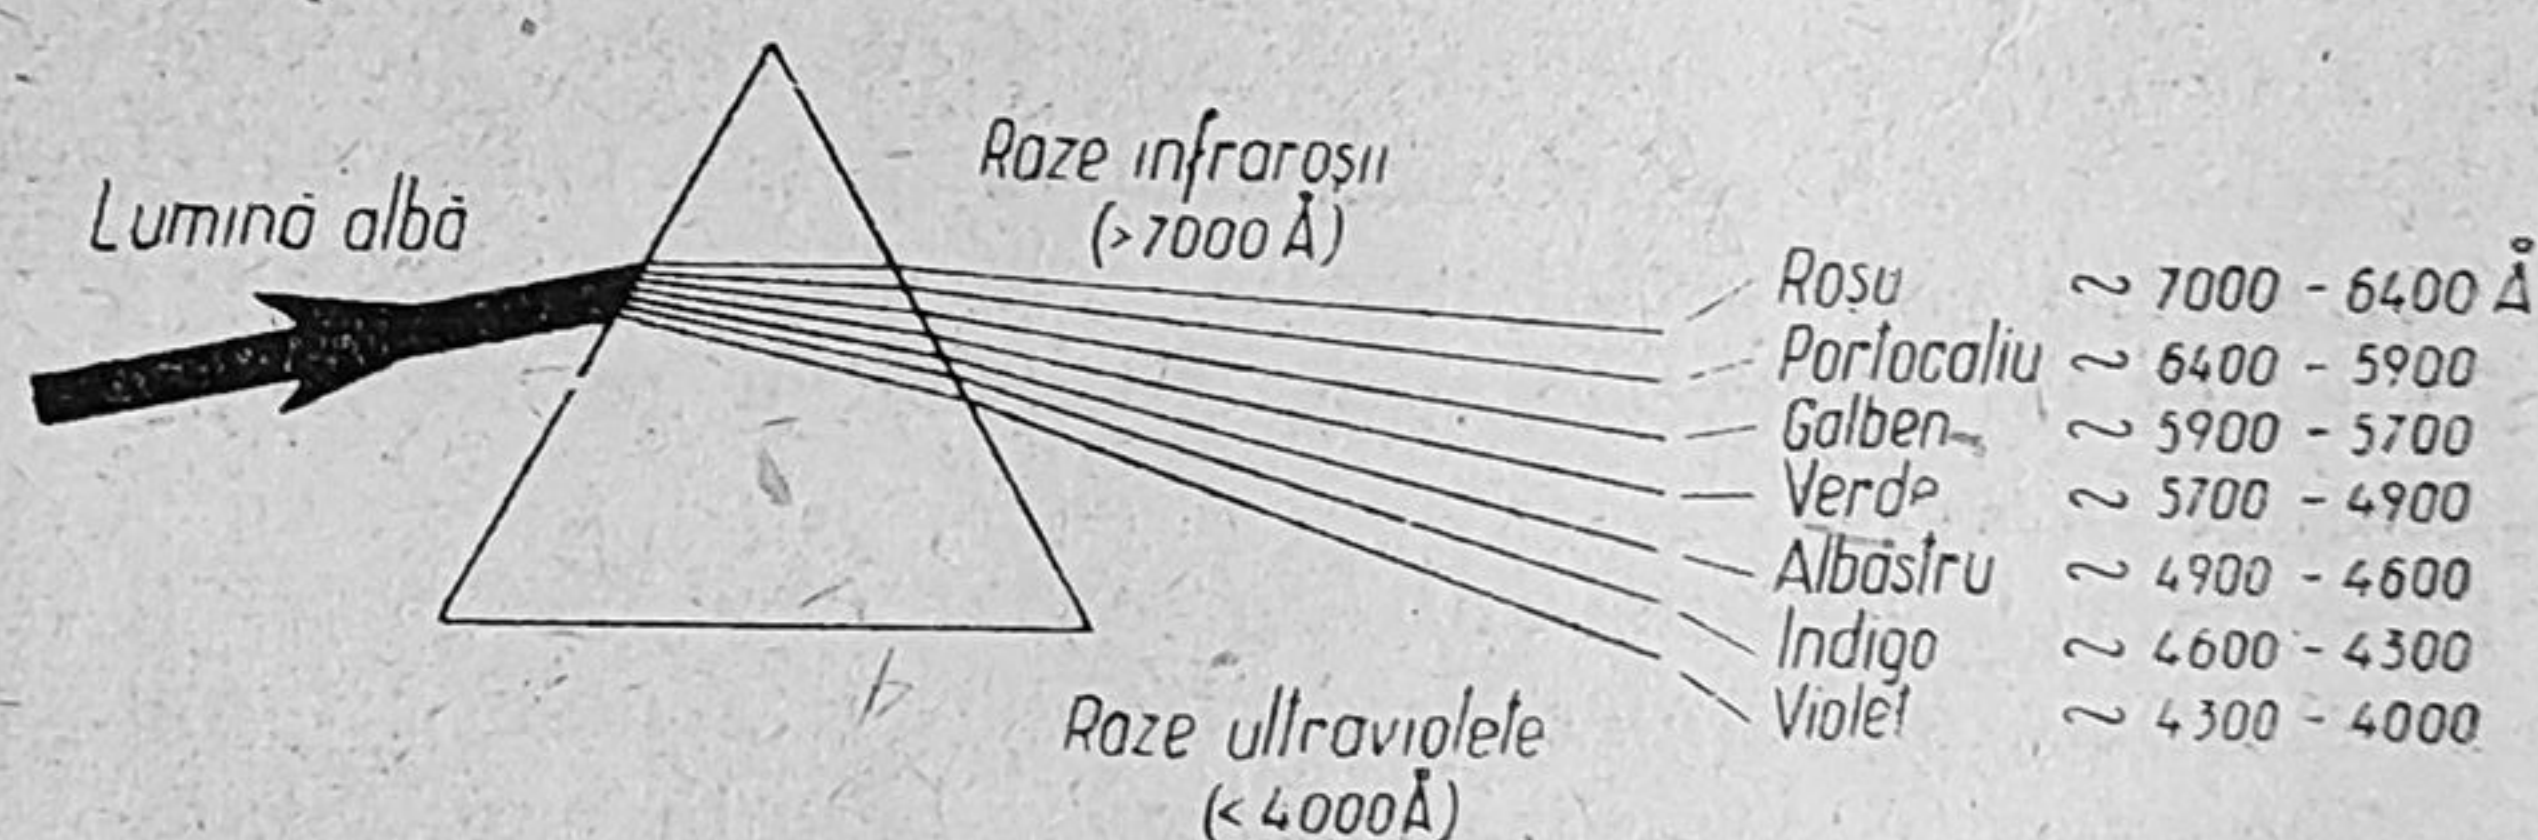 Lumină albă
Raze infraroşii
(>7000 Å)
Roşu ~ 7000 - 6400 Å
Portocaliu ~ 6400 - 5900
Galben ~ 5900 - 5700
Verde ~ 5700 - 4900
Albăstru ~ 4900 - 4600
Indigo ~ 4600 - 4300
Violet ~ 4300 - 4000
Raze ultraviolete
(< 4000 Å)